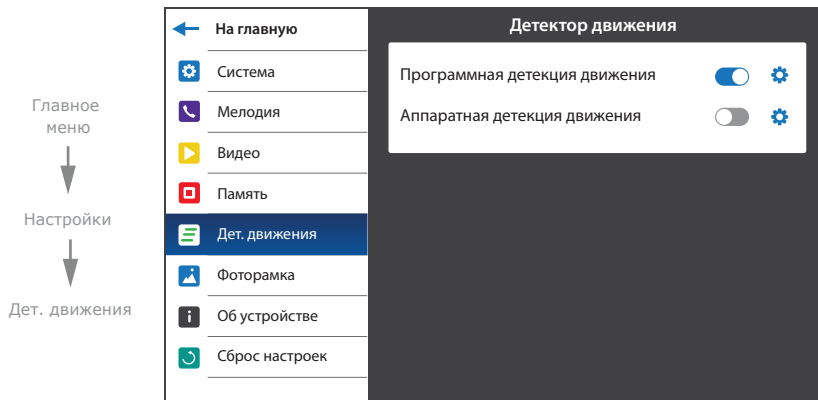 Главное
меню
Настройки
Дет. движения
На главную
Система
Мелодия
Видео
Память
Дет. движения
Фоторамка
Об устройстве
Сброс настроек
Детектор движения
Программная детекция движения
Аппаратная детекция движения